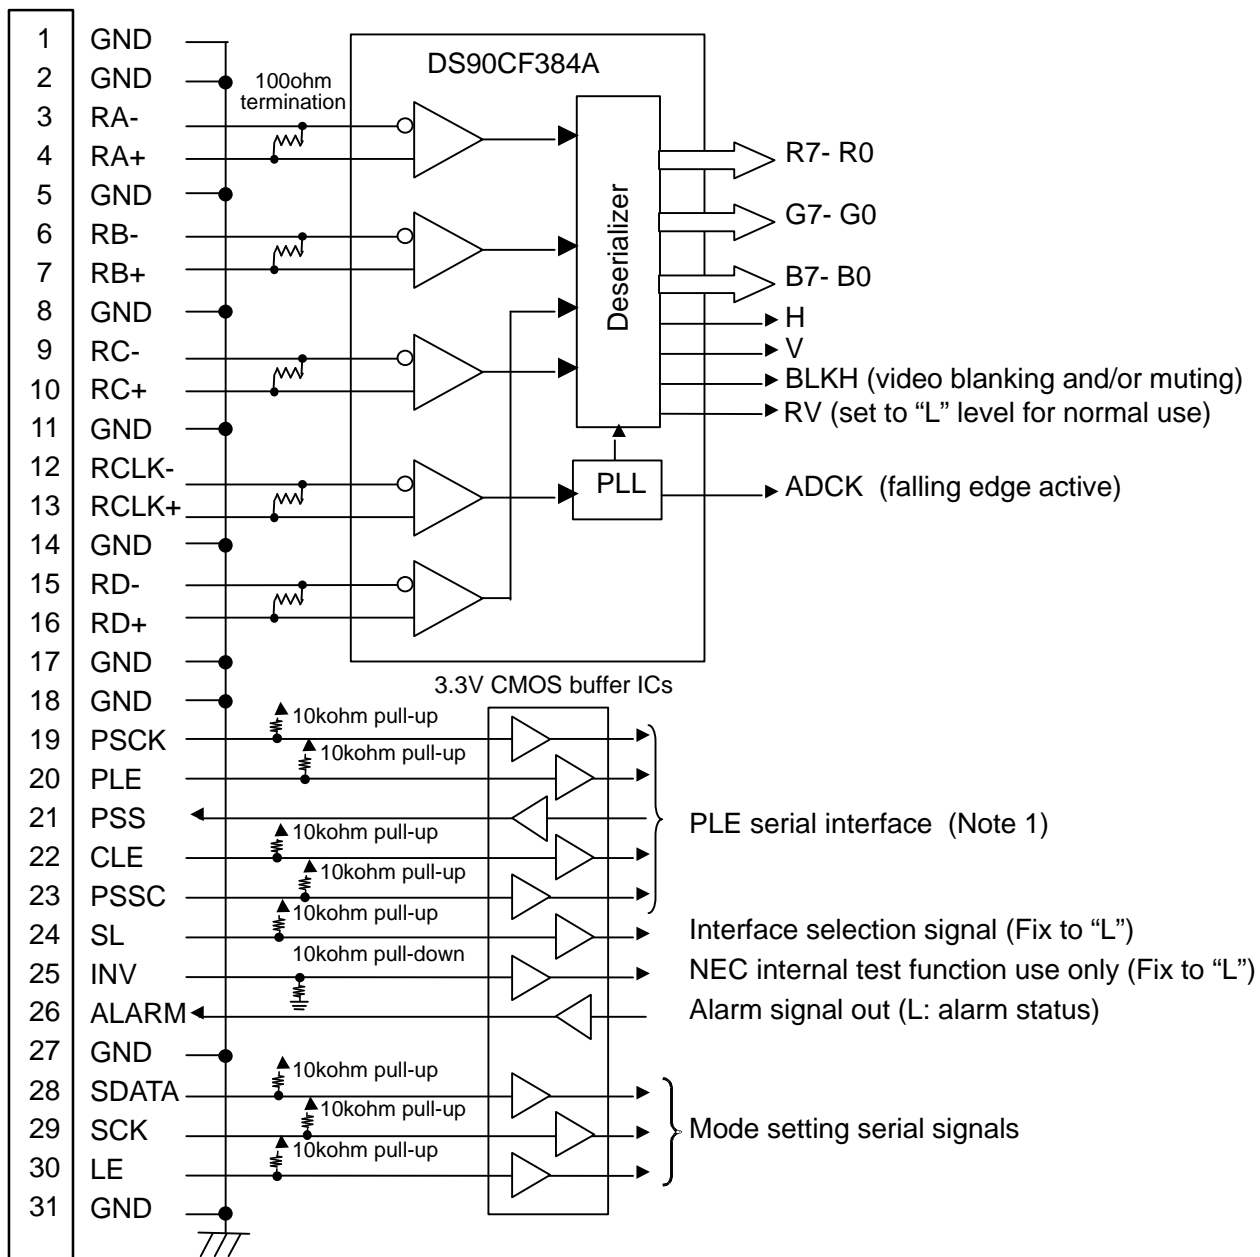 1 GND
2 GND
3 RA-
4 RA+
5 GND
6 RB-
7 RB+
8 GND
9 RC-
10 RC+
11 GND
12 RCLK-
13 RCLK+
14 GND
15 RD-
16 RD+
17 GND
18 GND
19 PSCK
20 PLE
21 PSS
22 CLE
23 PSSC
24 SL
25 INV
26 ALARM
27 GND
28 SDATA
29 SCK
30 LE
31 GND
100ohm
termination
DS90CF384A
Deserializer
PLL
R7- R0
G7- G0
B7- B0
H
V
BLKH (video blanking and/or muting)
RV (set to “L” level for normal use)
ADCK (falling edge active)
3.3V CMOS buffer ICs
10kohm pull-up
10kohm pull-up
10kohm pull-up
10kohm pull-up
10kohm pull-up
10kohm pull-down
10kohm pull-up
10kohm pull-up
10kohm pull-up
PLE serial interface (Note 1)
Interface selection signal (Fix to “L”)
NEC internal test function use only (Fix to “L”)
Alarm signal out (L: alarm status)
Mode setting serial signals